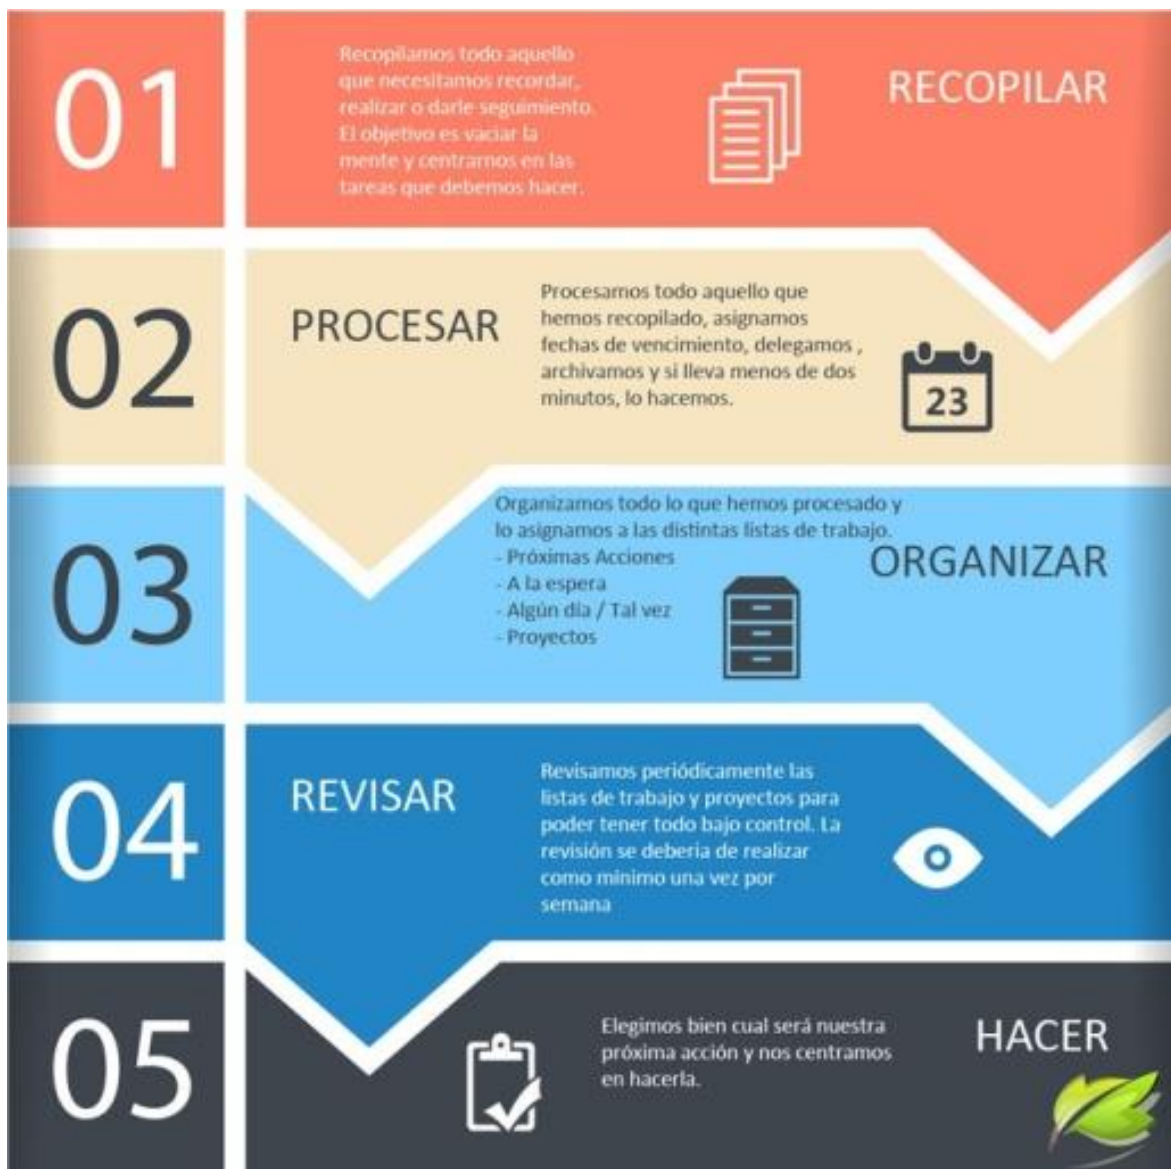 01
Recopilamos todo aquello
que necesitamos recordar,
realizar o darle seguimiento.
El objetivo es vaciar la
mente y centrarnos en las
tareas que debemos hacer.
RECOPILAR
02
PROCESAR
Procesamos todo aquello que
hemos recopilado, asignamos
fechas de vencimiento, delegamos ,
archivamos y si lleva menos de dos
minutos, lo hacemos.
23
03
Organizamos todo lo que hemos procesado y
lo asignamos a las distintas listas de trabajo.
- Próximas Acciones
- A la espera
- Algún día / Tal vez
- Proyectos
ORGANIZAR
04
REVISAR
Revisamos periódicamente las
listas de trabajo y proyectos para
poder tener todo bajo control. La
revisión se deberia de realizar
como mínimo una vez por
semana
05
Elegimos bien cual será nuestra
próxima acción y nos centramos
en hacerla.
HACER